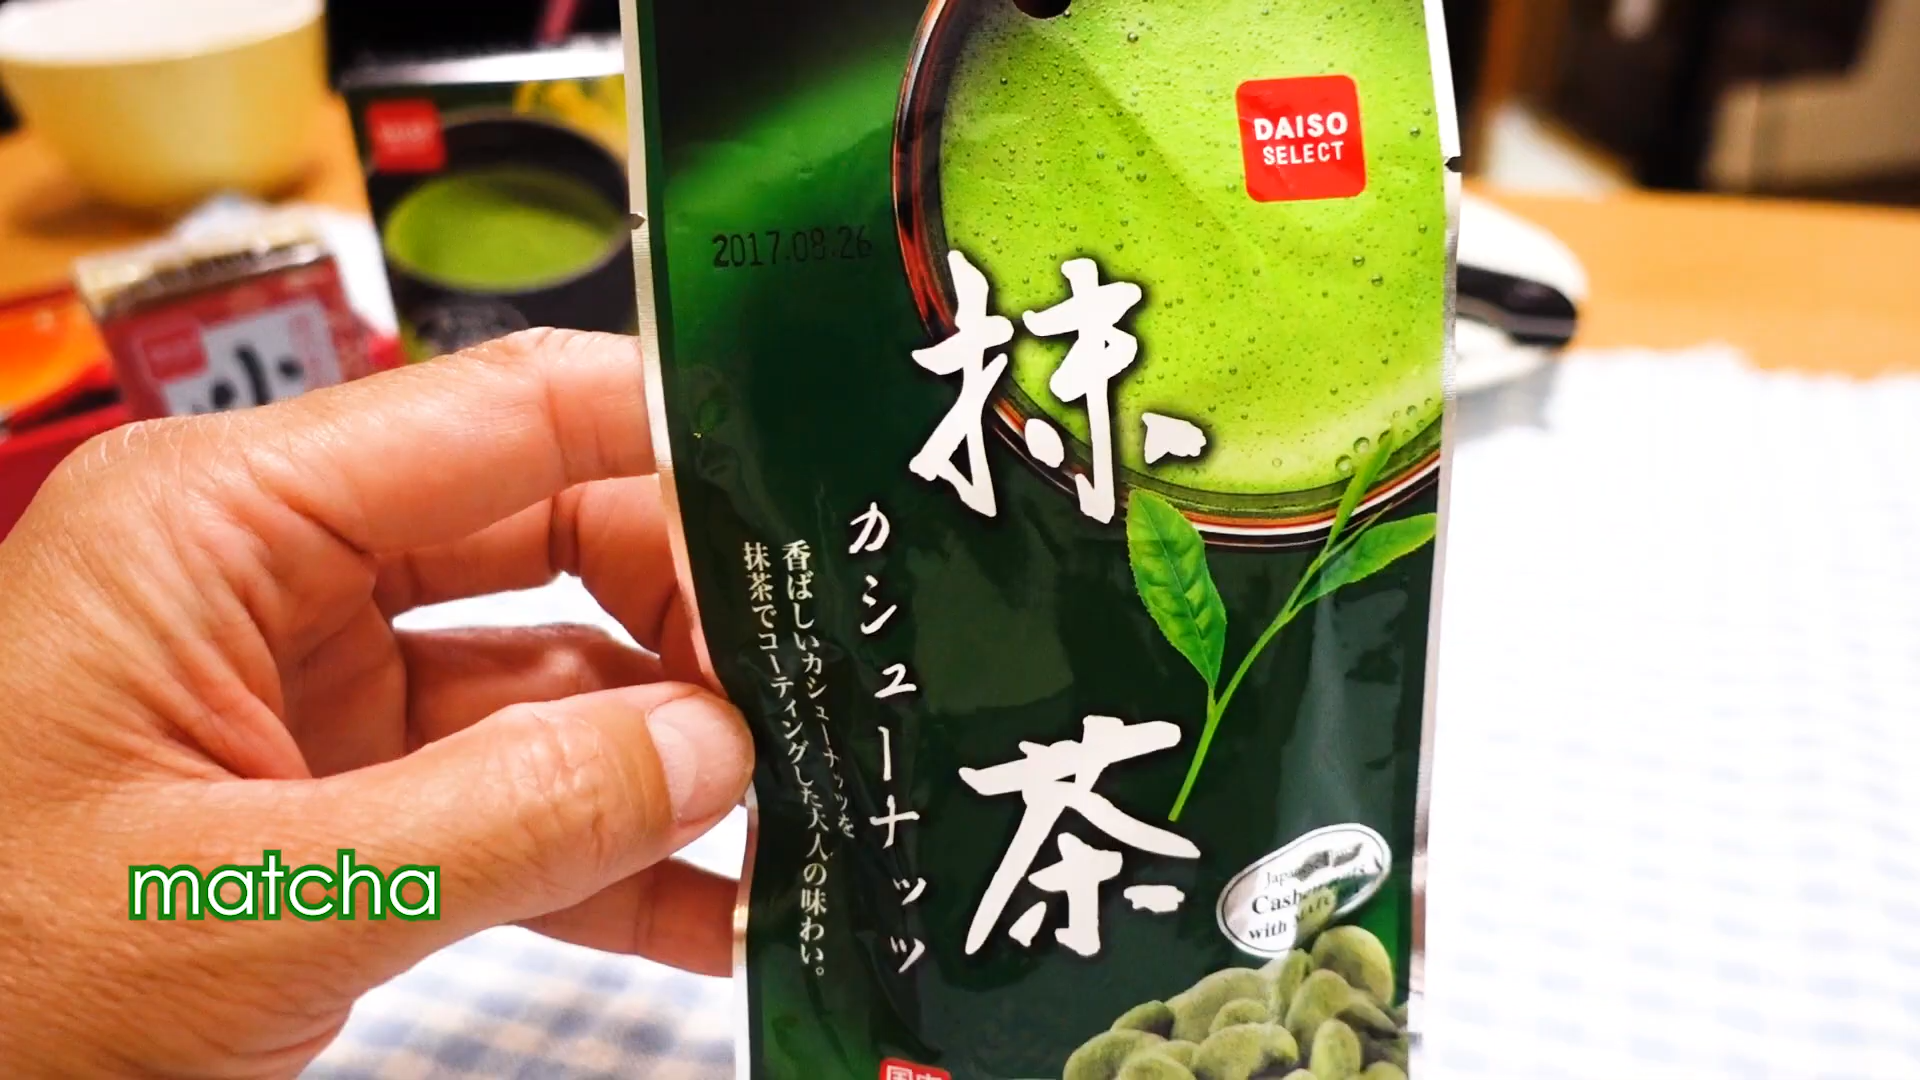 DAISO
SELECT
2017.08.26
抹茶
カシューナッツ
香ばしいカシューナッツを
抹茶でコーティングした大人の味わい。
with
matcha
小